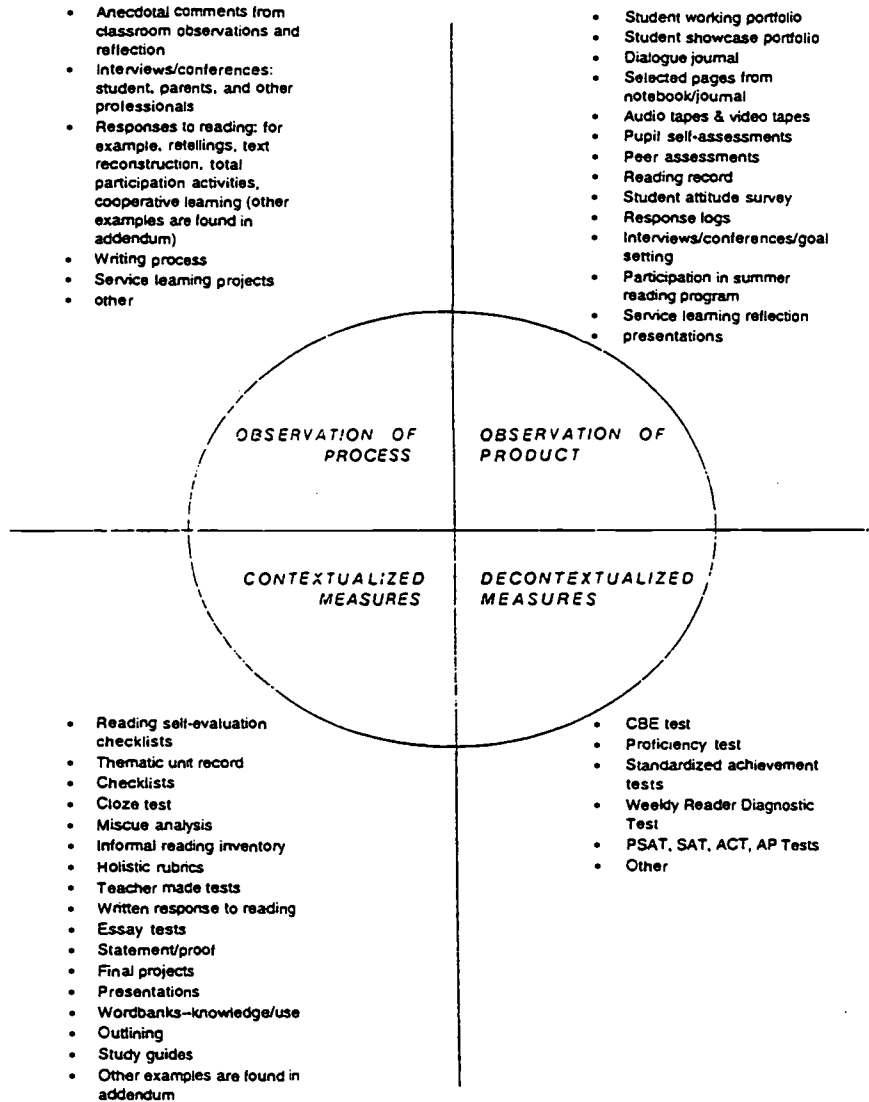 • Anecdotal comments from
classroom observations and
reflection
• Interviews/conferences:
student, parents, and other
professionals
• Responses to reading: for
example, retellings, text
reconstruction, total
participation activities,
cooperative learning (other
examples are found in
addendum)
• Writing process
• Service learning projects
• other
• Student working portfolio
• Student showcase portfolio
• Dialogue journal
• Selected pages from
notebook/journal
• Audio tapes & video tapes
• Pupil self-assessments
• Peer assessments
• Reading record
• Student attitude survey
• Response logs
• Interviews/conferences/goal
setting
• Participation in summer
reading program
• Service learning reflection
• presentations
OBSERVATION OF
PROCESS
OBSERVATION OF
PRODUCT
CONTEXTUALIZED
MEASURES
DECONTEXTUALIZED
MEASURES
• Reading self-evaluation
checklists
• Thematic unit record
• Checklists
• Cloze test
• Miscue analysis
• Informal reading inventory
• Holistic rubrics
• Teacher made tests
• Written response to reading
• Essay tests
• Statement/proof
• Final projects
• Presentations
• Wordbanks--knowledge/use
• Outlining
• Study guides
• Other examples are found in
addendum
• CBE test
• Proficiency test
• Standardized achievement
tests
• Weekly Reader Diagnostic
Test
• PSAT, SAT, ACT, AP Tests
• Other